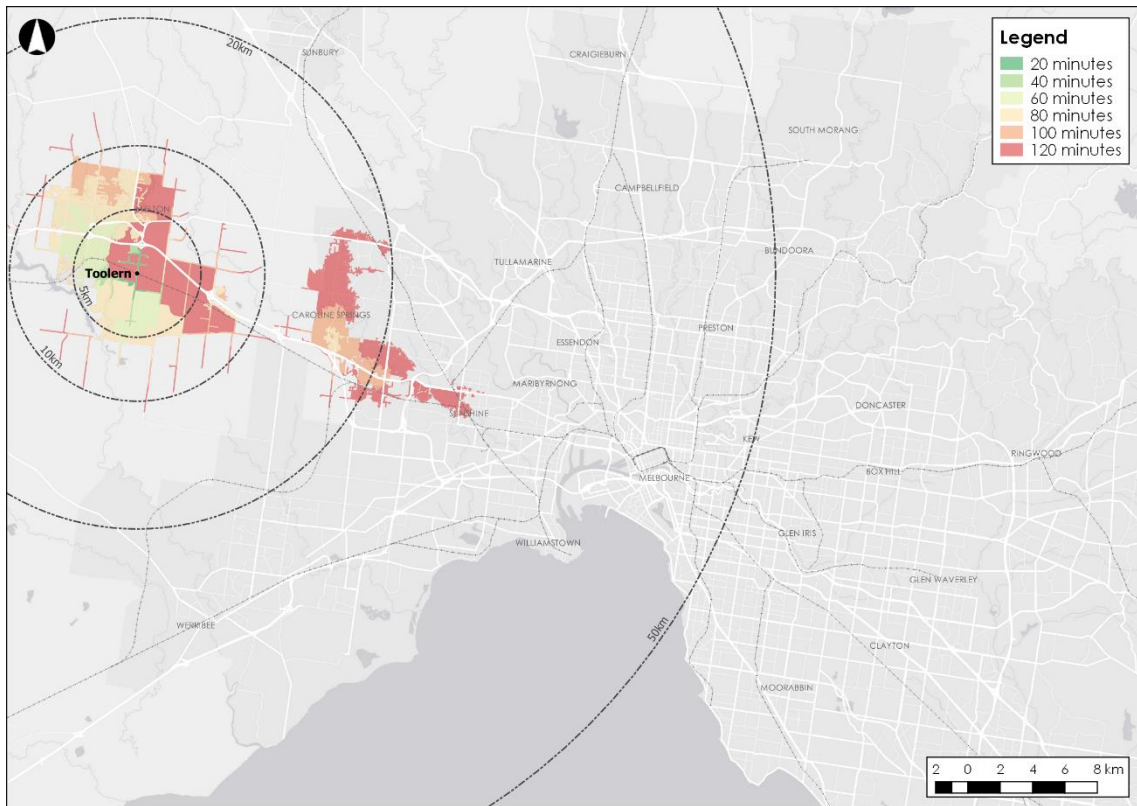 Legend
20 minutes
40 minutes
60 minutes
80 minutes
100 minutes
120 minutes
20km
SUNBURY
CRAIGIEBURN
SOUTH MORANG
CAMPBELLFIELD
BUNDOORA
TULLAMARINE
Toolern
5km
10km
CAROLINE SPRINGS
PRESTON
ESSENDON
MARIBYRNONG
SUNSHINE
DONCASTER
KEW
RINGWOOD
BOX HILL
MELBOURNE
GLEN IRIS
WILLIAMSTOWN
GLEN WAVERLEY
WERRIBEE
50km
CLAYTON
MOORABBIN
2 0 2 4 6 8 km